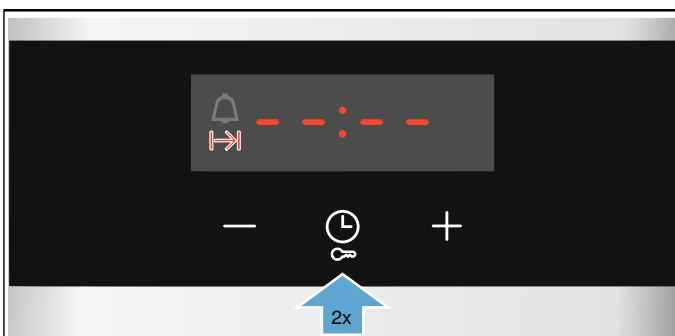 – –:– –
2x